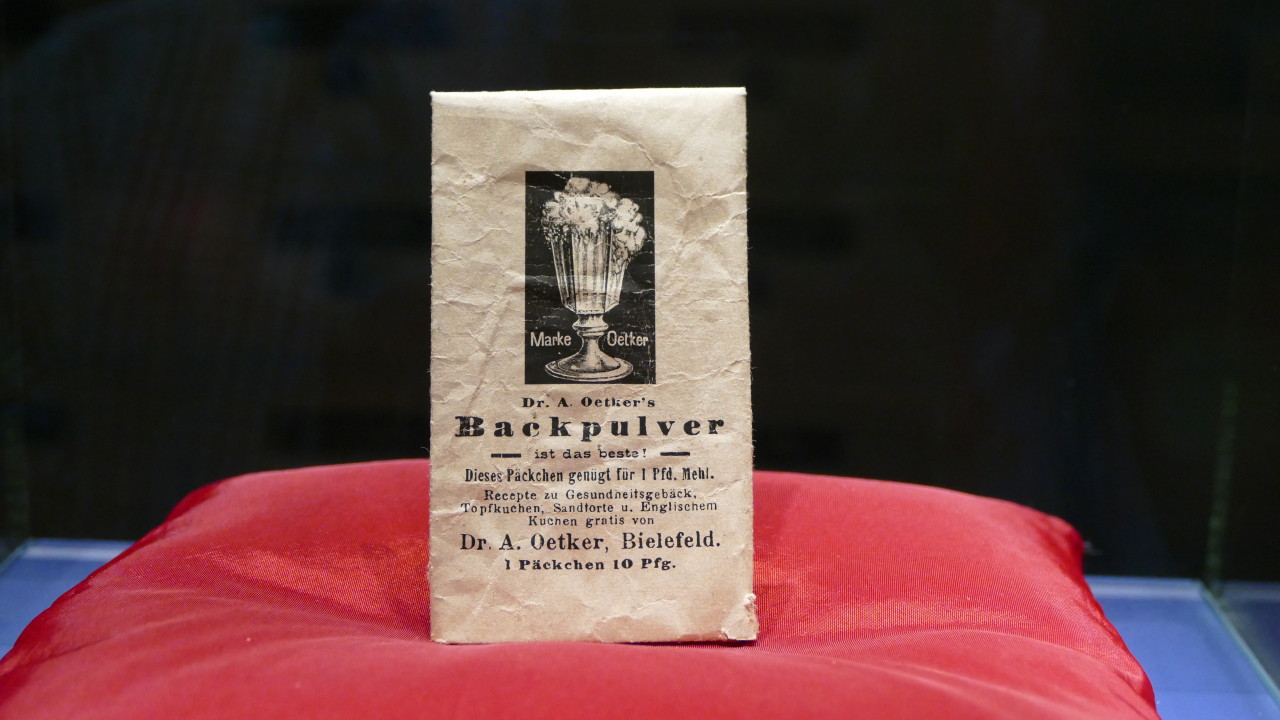 Marke Oetker
Dr. A. Oetker's
Backpulver
ist das beste!
Dieses Päckchen genügt für 1 Pfd. Mehl.
Recepte zu Gesundheitsgebäck,
Topfkuchen, Sandtorte u. Englischem
Kuchen gratis von
Dr. A. Oetker, Bielefeld.
1 Päckchen 10 Pfg.